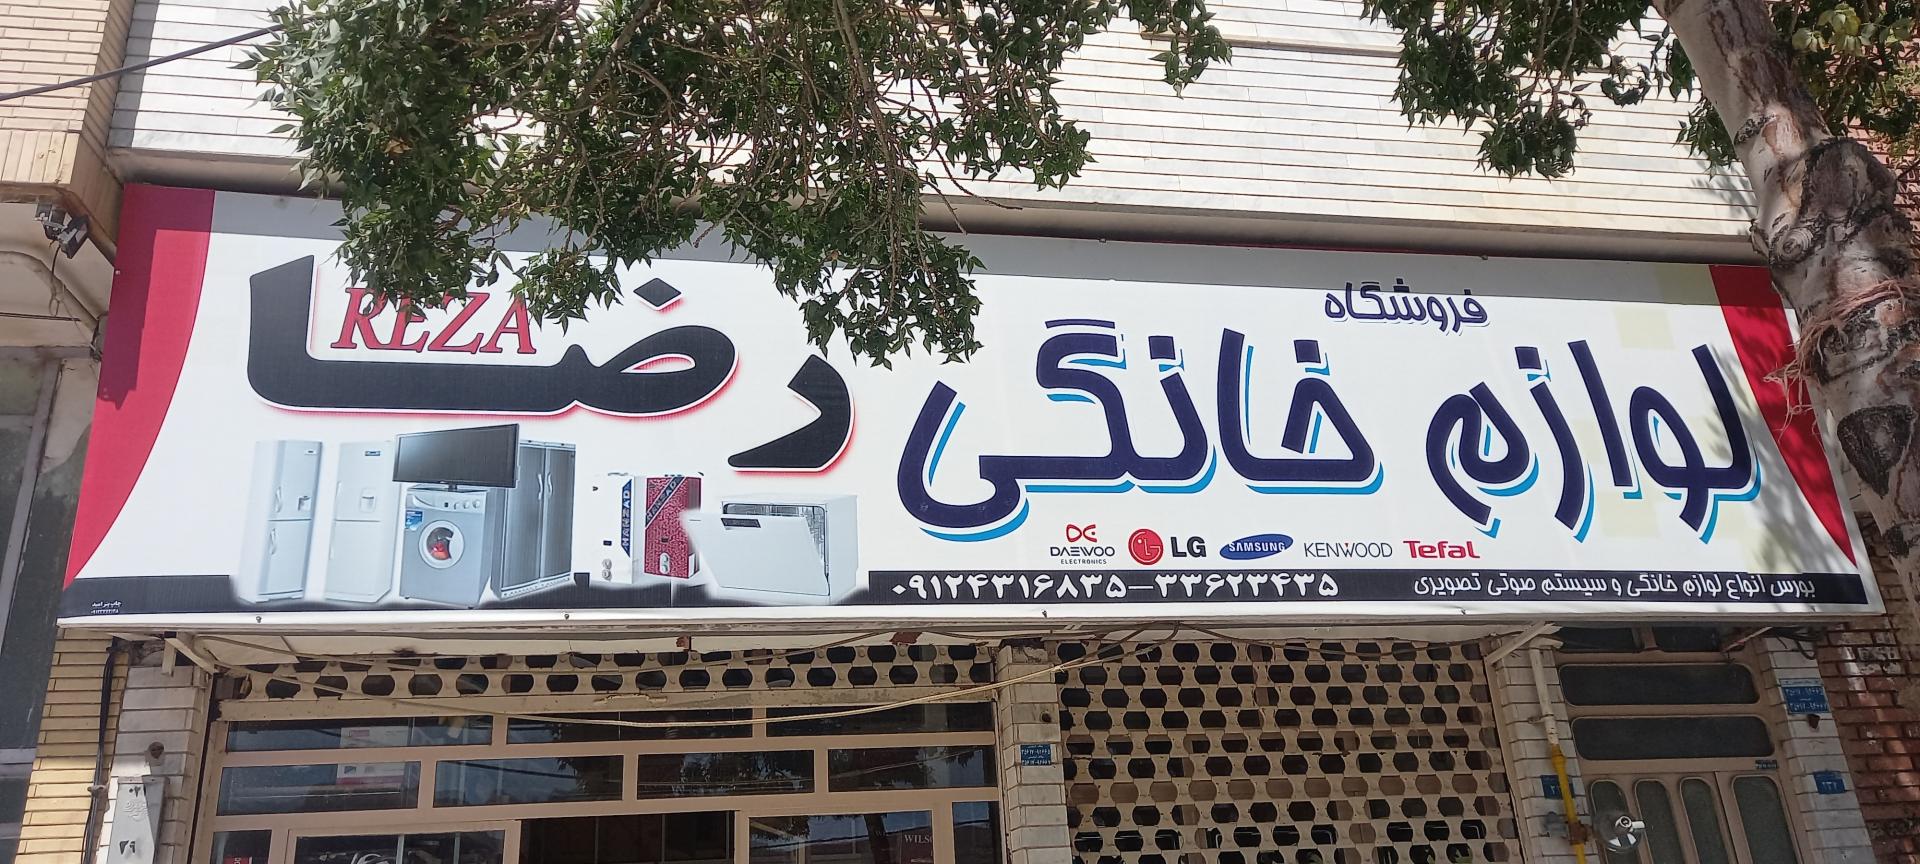 فروشگاه
لوازم خانگی رضا
REZA
DAEWOO
ELECTRONICS
LG
SAMSUNG
KENWOOD
Tefal
بورس انواع لوازم خانگی و سیستم صوتی تصویری
۰۹۱۲۴۳۱۶۸۳۵-۳۳۶۲۳۴۳۵